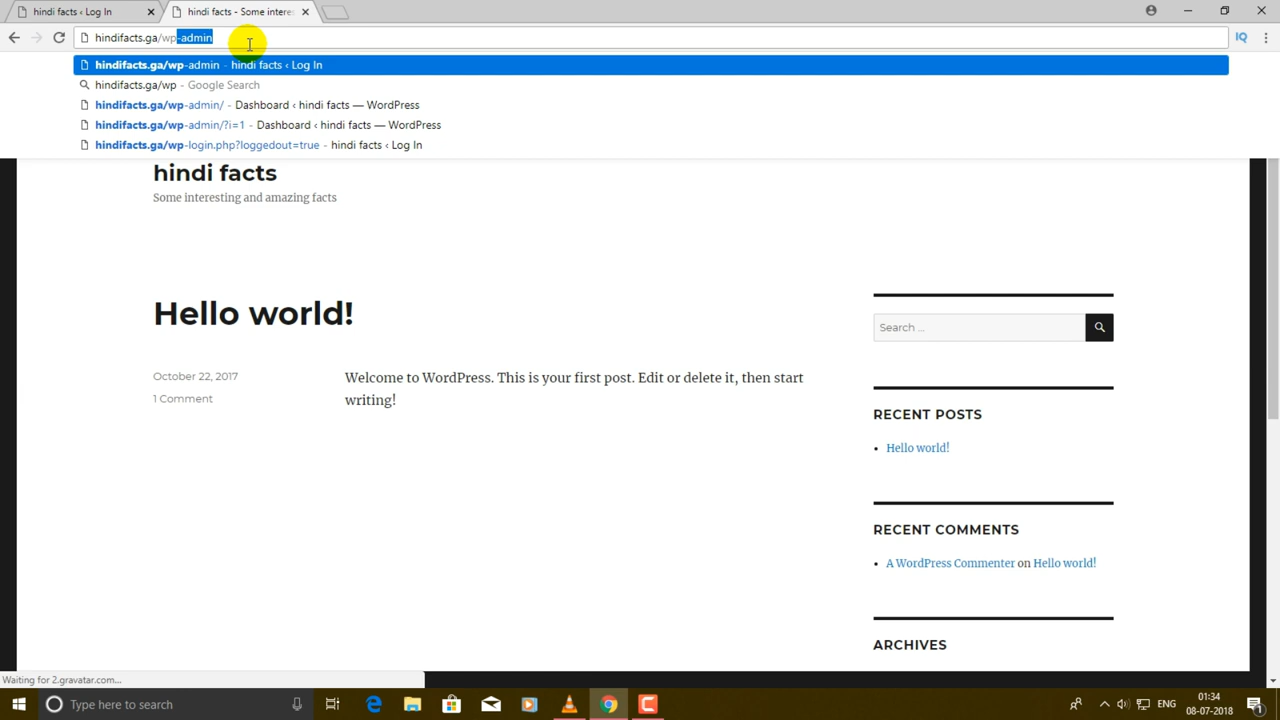 hindi facts ‹ Log In
hindi facts - Some intere
hindifacts.ga/wp-admin
hindifacts.ga/wp-admin - hindi facts ‹ Log In
hindifacts.ga/wp - Google Search
hindifacts.ga/wp-admin/ - Dashboard ‹ hindi facts — WordPress
hindifacts.ga/wp-admin/?i=1 - Dashboard ‹ hindi facts — WordPress
hindifacts.ga/wp-login.php?loggedout=true - hindi facts ‹ Log In
IQ
hindi facts
Some interesting and amazing facts
Hello world!
October 22, 2017
1 Comment
Welcome to WordPress. This is your first post. Edit or delete it, then start
writing!
Search ...
RECENT POSTS
Hello world!
RECENT COMMENTS
A WordPress Commenter on Hello world!
ARCHIVES
Waiting for 2.gravatar.com...
Type here to search
ENG
01:34
08-07-2018